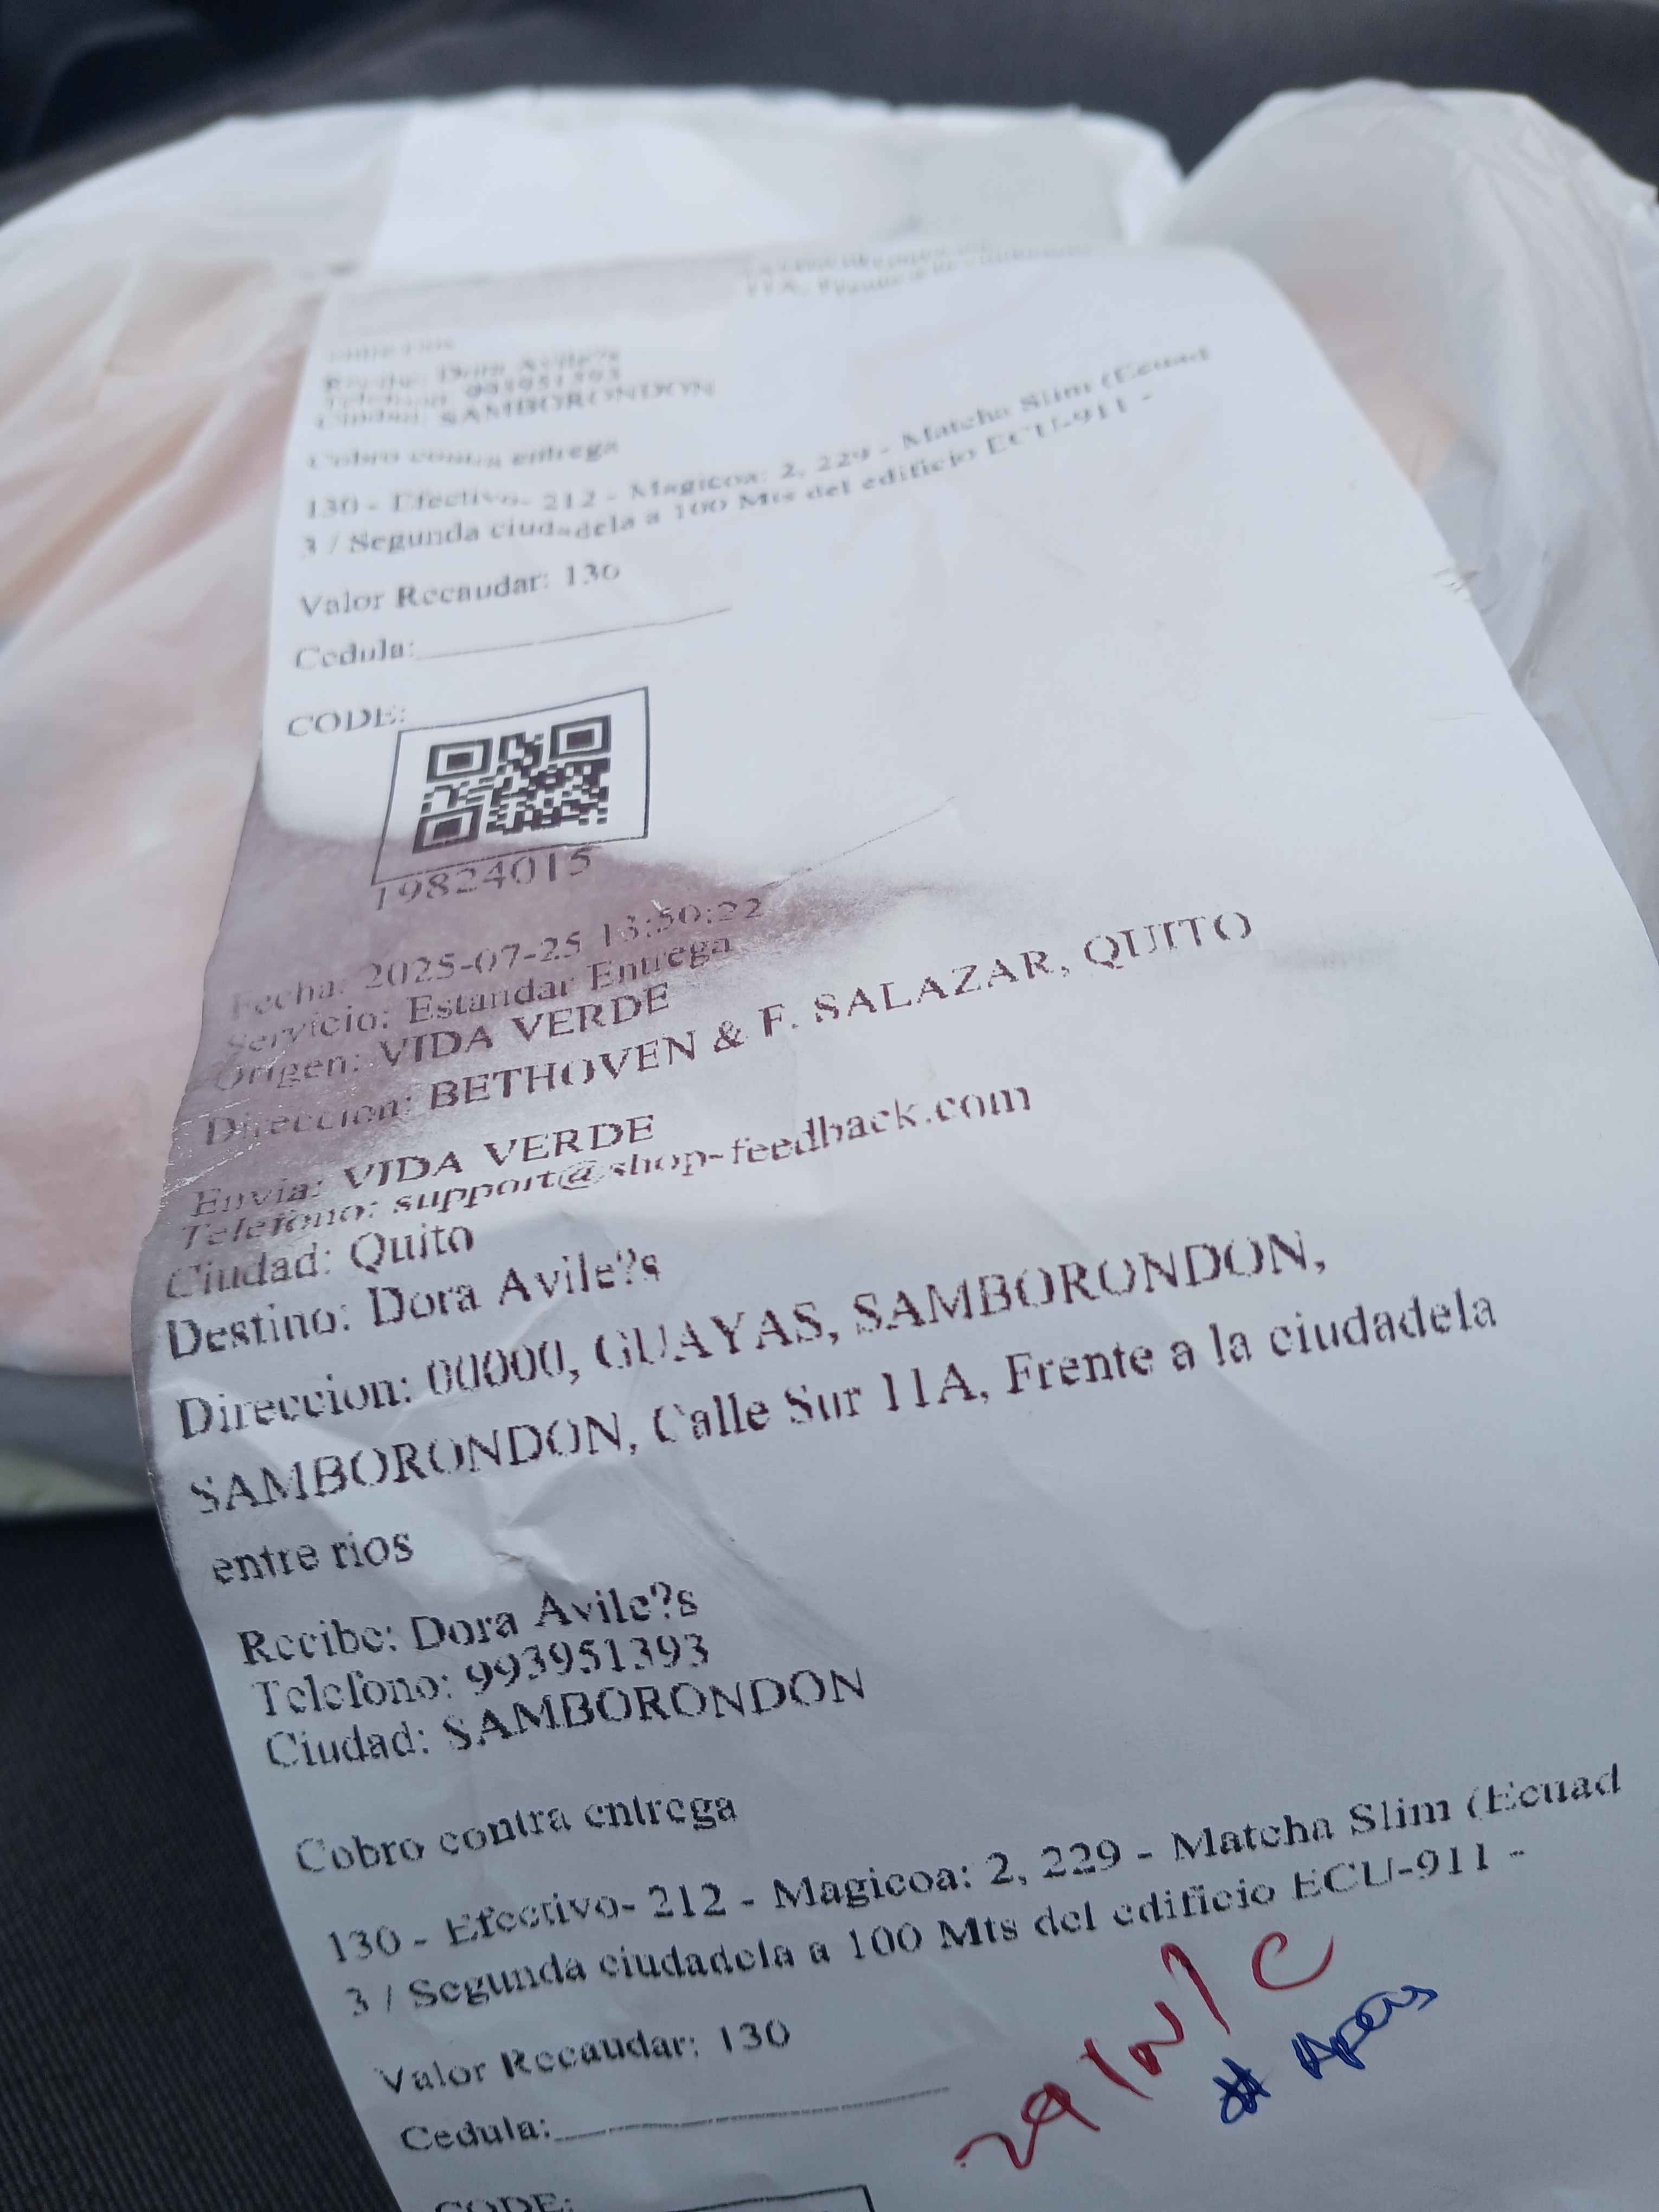 11A,
Recibe: Dora Avile?s
Telefono: 993951393
Ciudad: SAMBORONDON
Cobro contra entrega
130 - Efectivo- 212 - Magicoa: 2, 229 - Matcha Slim (Ecuad
3 / Segunda ciudadela a 100 Mts del edificio ECU-911 -
Valor Recaudar: 130
Cedula:
CODE:
19824015
Fecha: 2025-07-25 13:50:22
Servicio: Estandar Entrega
Origen: VIDA VERDE
Direccion: BETHOVEN & F. SALAZAR, QUITO
Envia: VIDA VERDE
Telefono: support@shop-feedback.com
Ciudad: Quito
Destino: Dora Avile?s
Direccion: 00000, GUAYAS, SAMBORONDON,
SAMBORONDON, Calle Sur 11A, Frente a la ciudadela
entre rios
Recibe: Dora Avile?s
Telefono: 993951393
Ciudad: SAMBORONDON
Cobro contra entrega
130 - Efectivo- 212 - Magicoa: 2, 229 - Matcha Slim (Ecuad
3 / Segunda ciudadela a 100 Mts del edificio ECU-911 -
Valor Recaudar: 130
Cedula:
N/C
CODE: